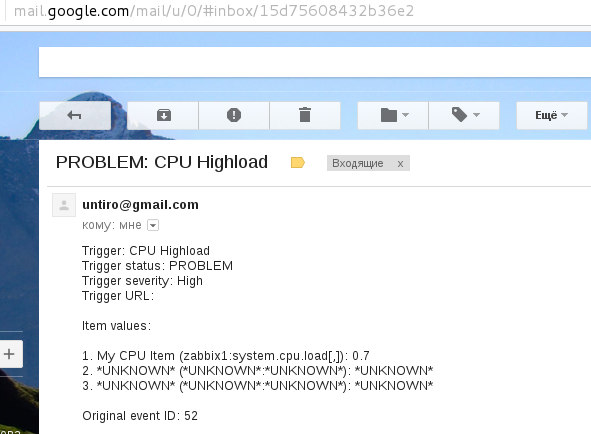 mail.google.com/mail/u/0/#inbox/15d75608432b36e2
Ещё
PROBLEM: CPU Highload
Входящие x
untiro@gmail.com
кому: мне
Trigger: CPU Highload
Trigger status: PROBLEM
Trigger severity: High
Trigger URL:
Item values:
1. My CPU Item (zabbix1:system.cpu.load[,]): 0.7
2. *UNKNOWN* (*UNKNOWN*:*UNKNOWN*): *UNKNOWN*
3. *UNKNOWN* (*UNKNOWN*:*UNKNOWN*): *UNKNOWN*
Original event ID: 52